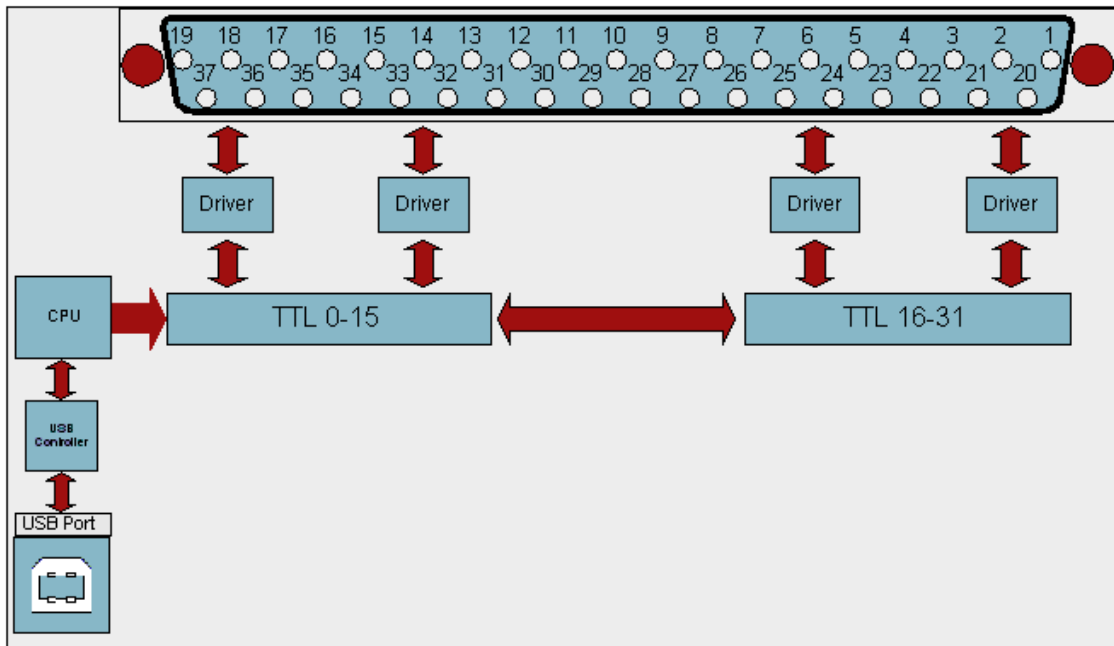 19 18 17 16 15 14 13 12 11 10 9 8 7 6 5 4 3 2 1
37 36 35 34 33 32 31 30 29 28 27 26 25 24 23 22 21 20
Driver Driver Driver Driver
CPU TTL 0-15 TTL 16-31
USB
Controller
USB Port